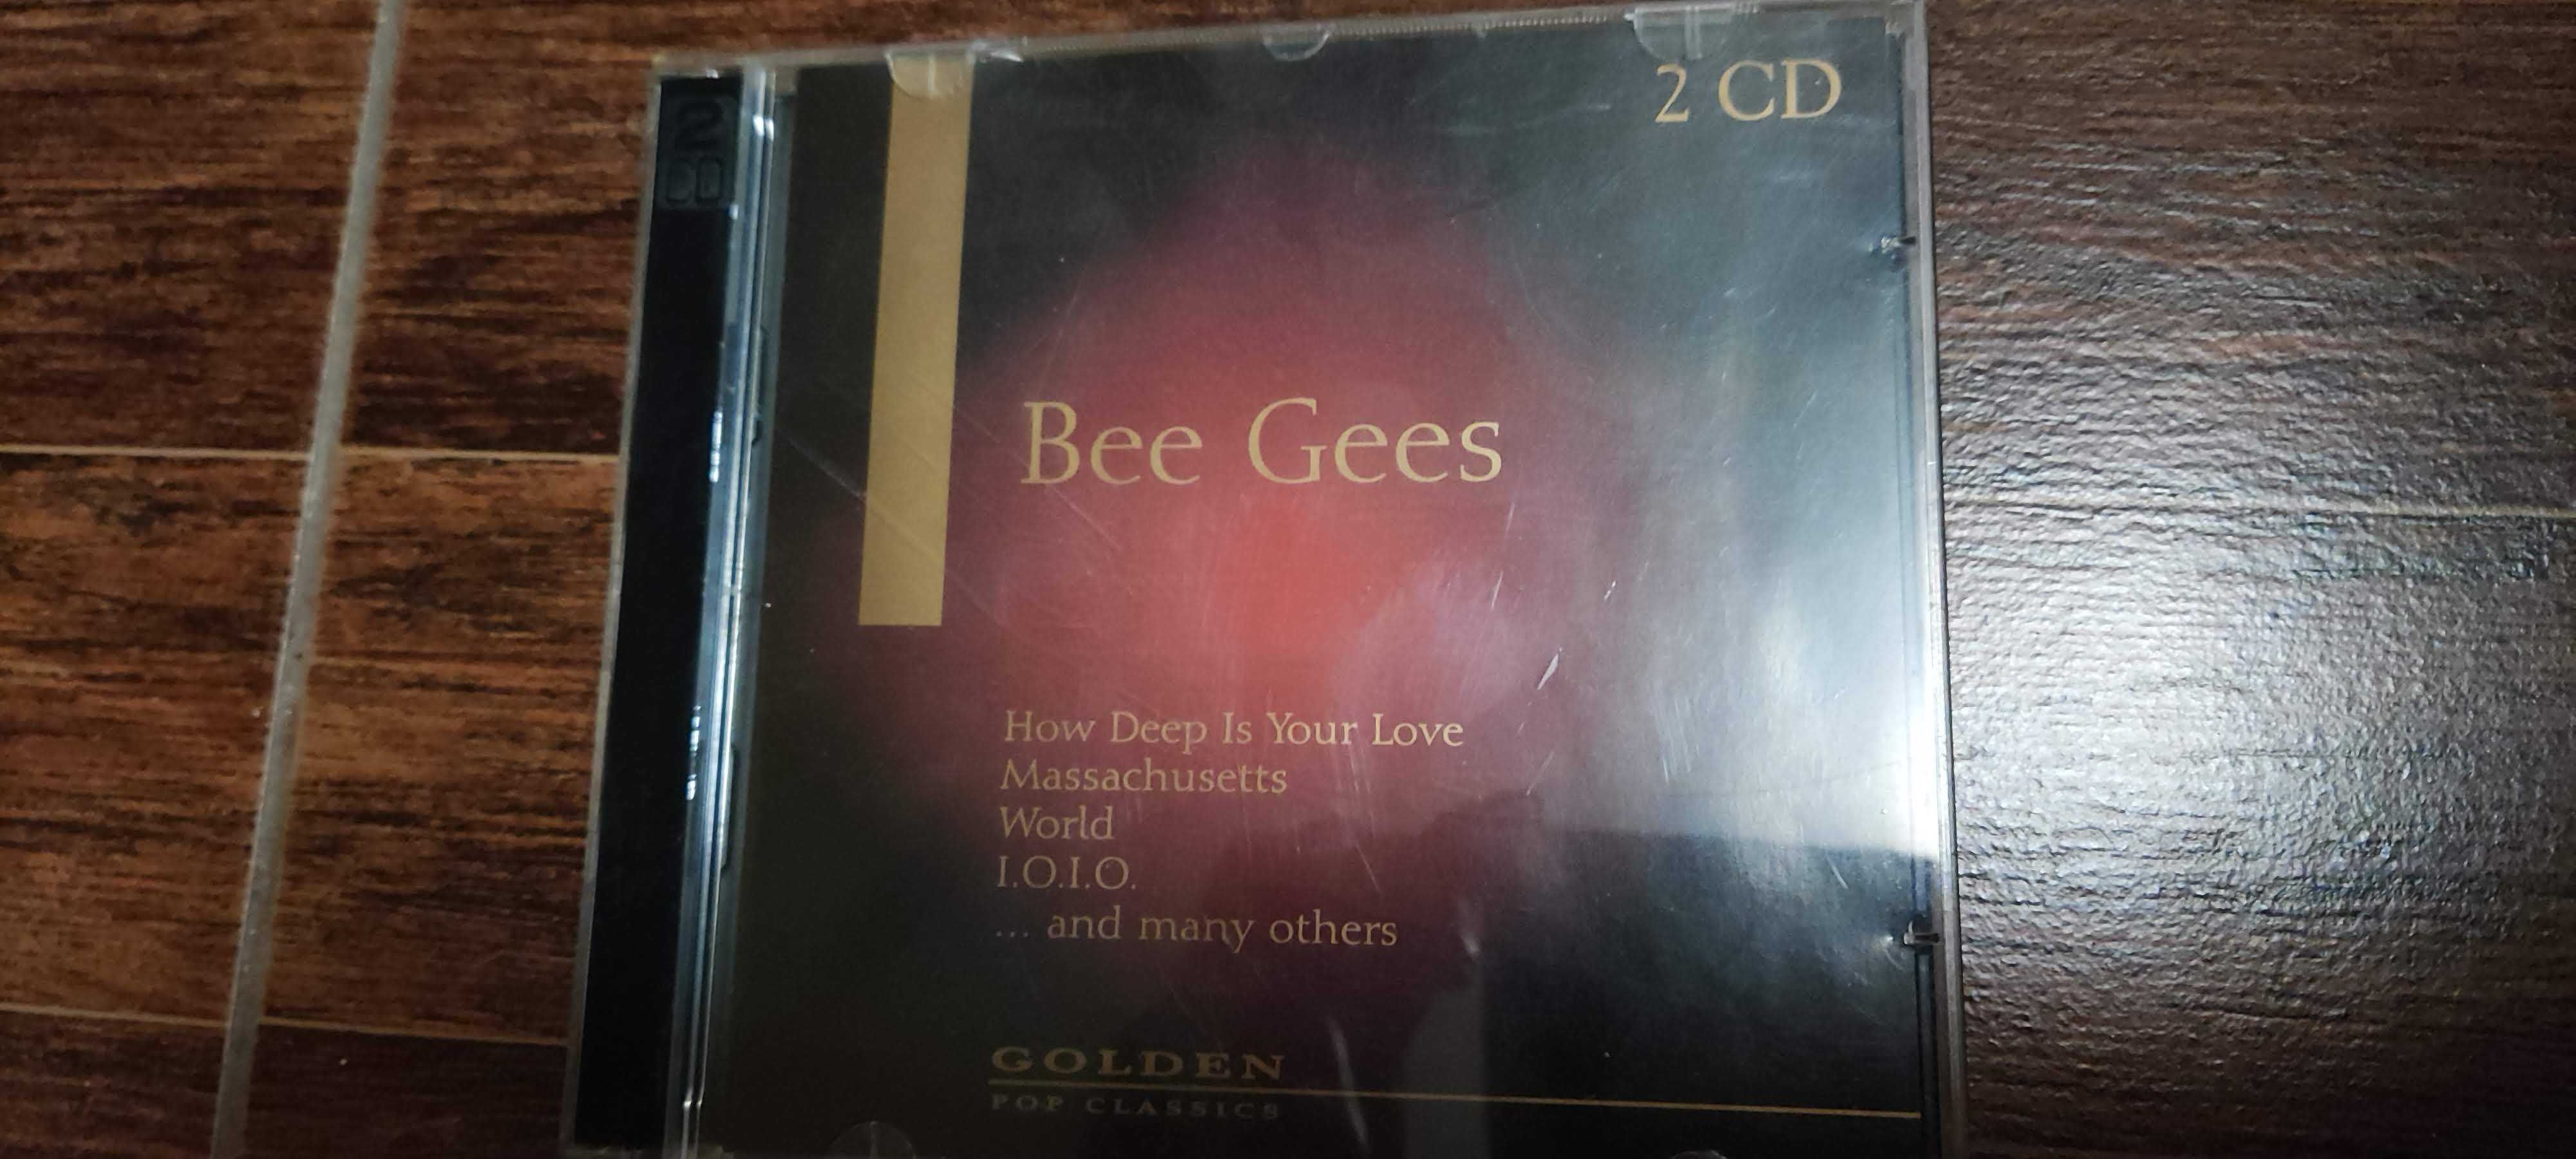 2 CD
2
CD
Bee Gees
How Deep Is Your Love
Massachusetts
World
I.O.I.O.
... and many others
GOLDEN
POP CLASSICS